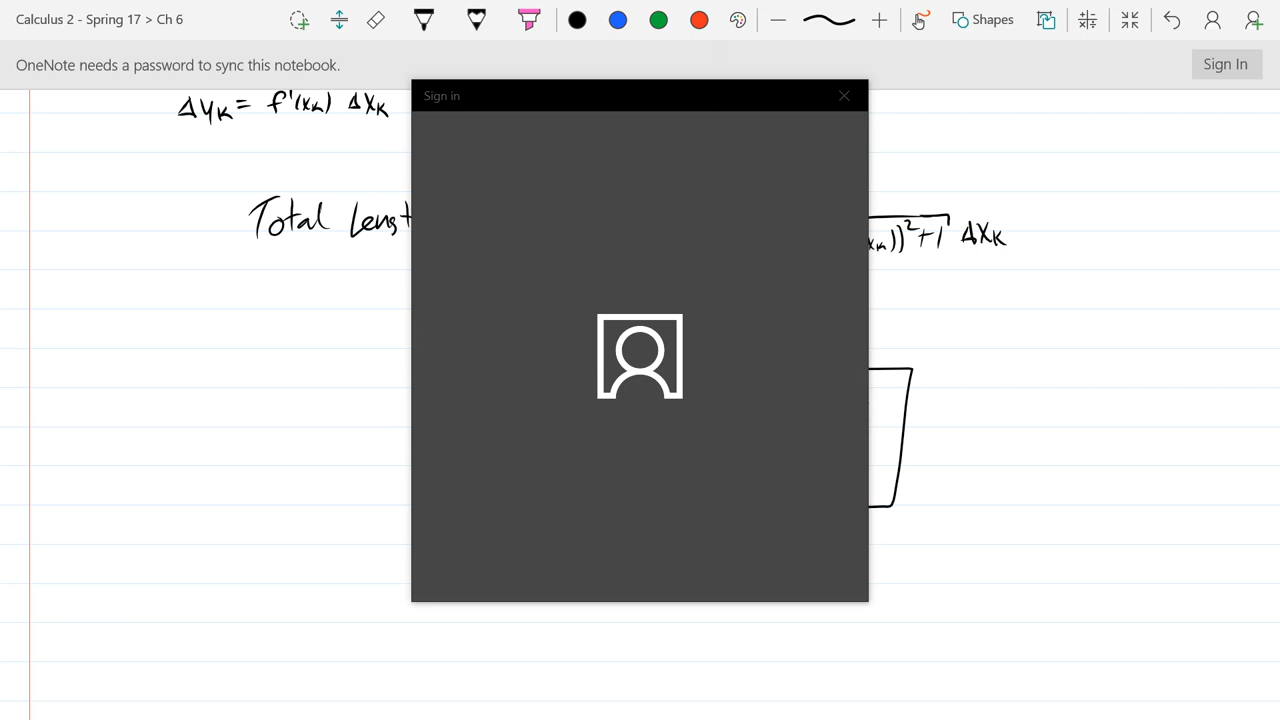 Calculus 2 - Spring 17 > Ch 6
Shapes
OneNote needs a password to sync this notebook.
Sign In
Sign in
Δy_K = f'(x_K) Δx_K
Total Lengt
x_K))²+1 Δx_K